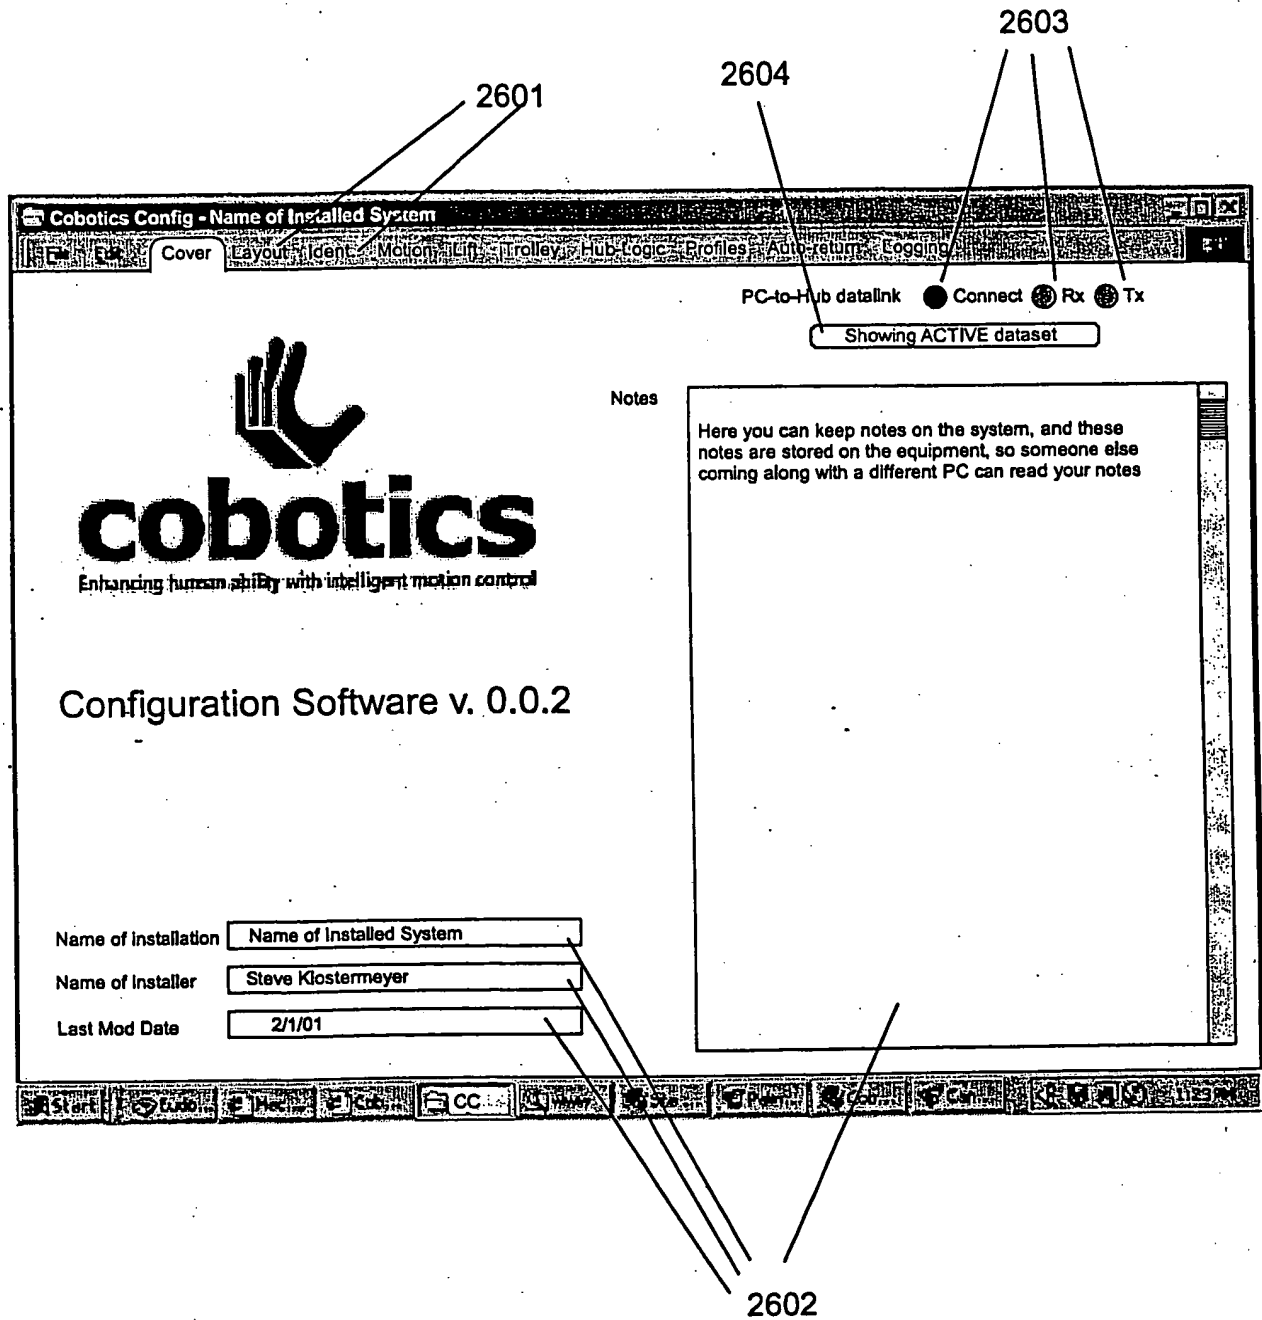 2603
2604
2601
Cobotics Config - Name of Installed System
File Edit Cover Layout Ident Motion Lift Trolley Hub Logic Profiles Auto-return Logging
PC-to-Hub datalink Connect Rx Tx
Showing ACTIVE dataset
Notes
Here you can keep notes on the system, and these
notes are stored on the equipment, so someone else
coming along with a different PC can read your notes
cobotics
Enhancing human ability with intelligent motion control
Configuration Software v. 0.0.2
Name of installation Name of Installed System
Name of Installer Steve Klostermeyer
Last Mod Date 2/1/01
Start Eudo... Cob... CC
2602